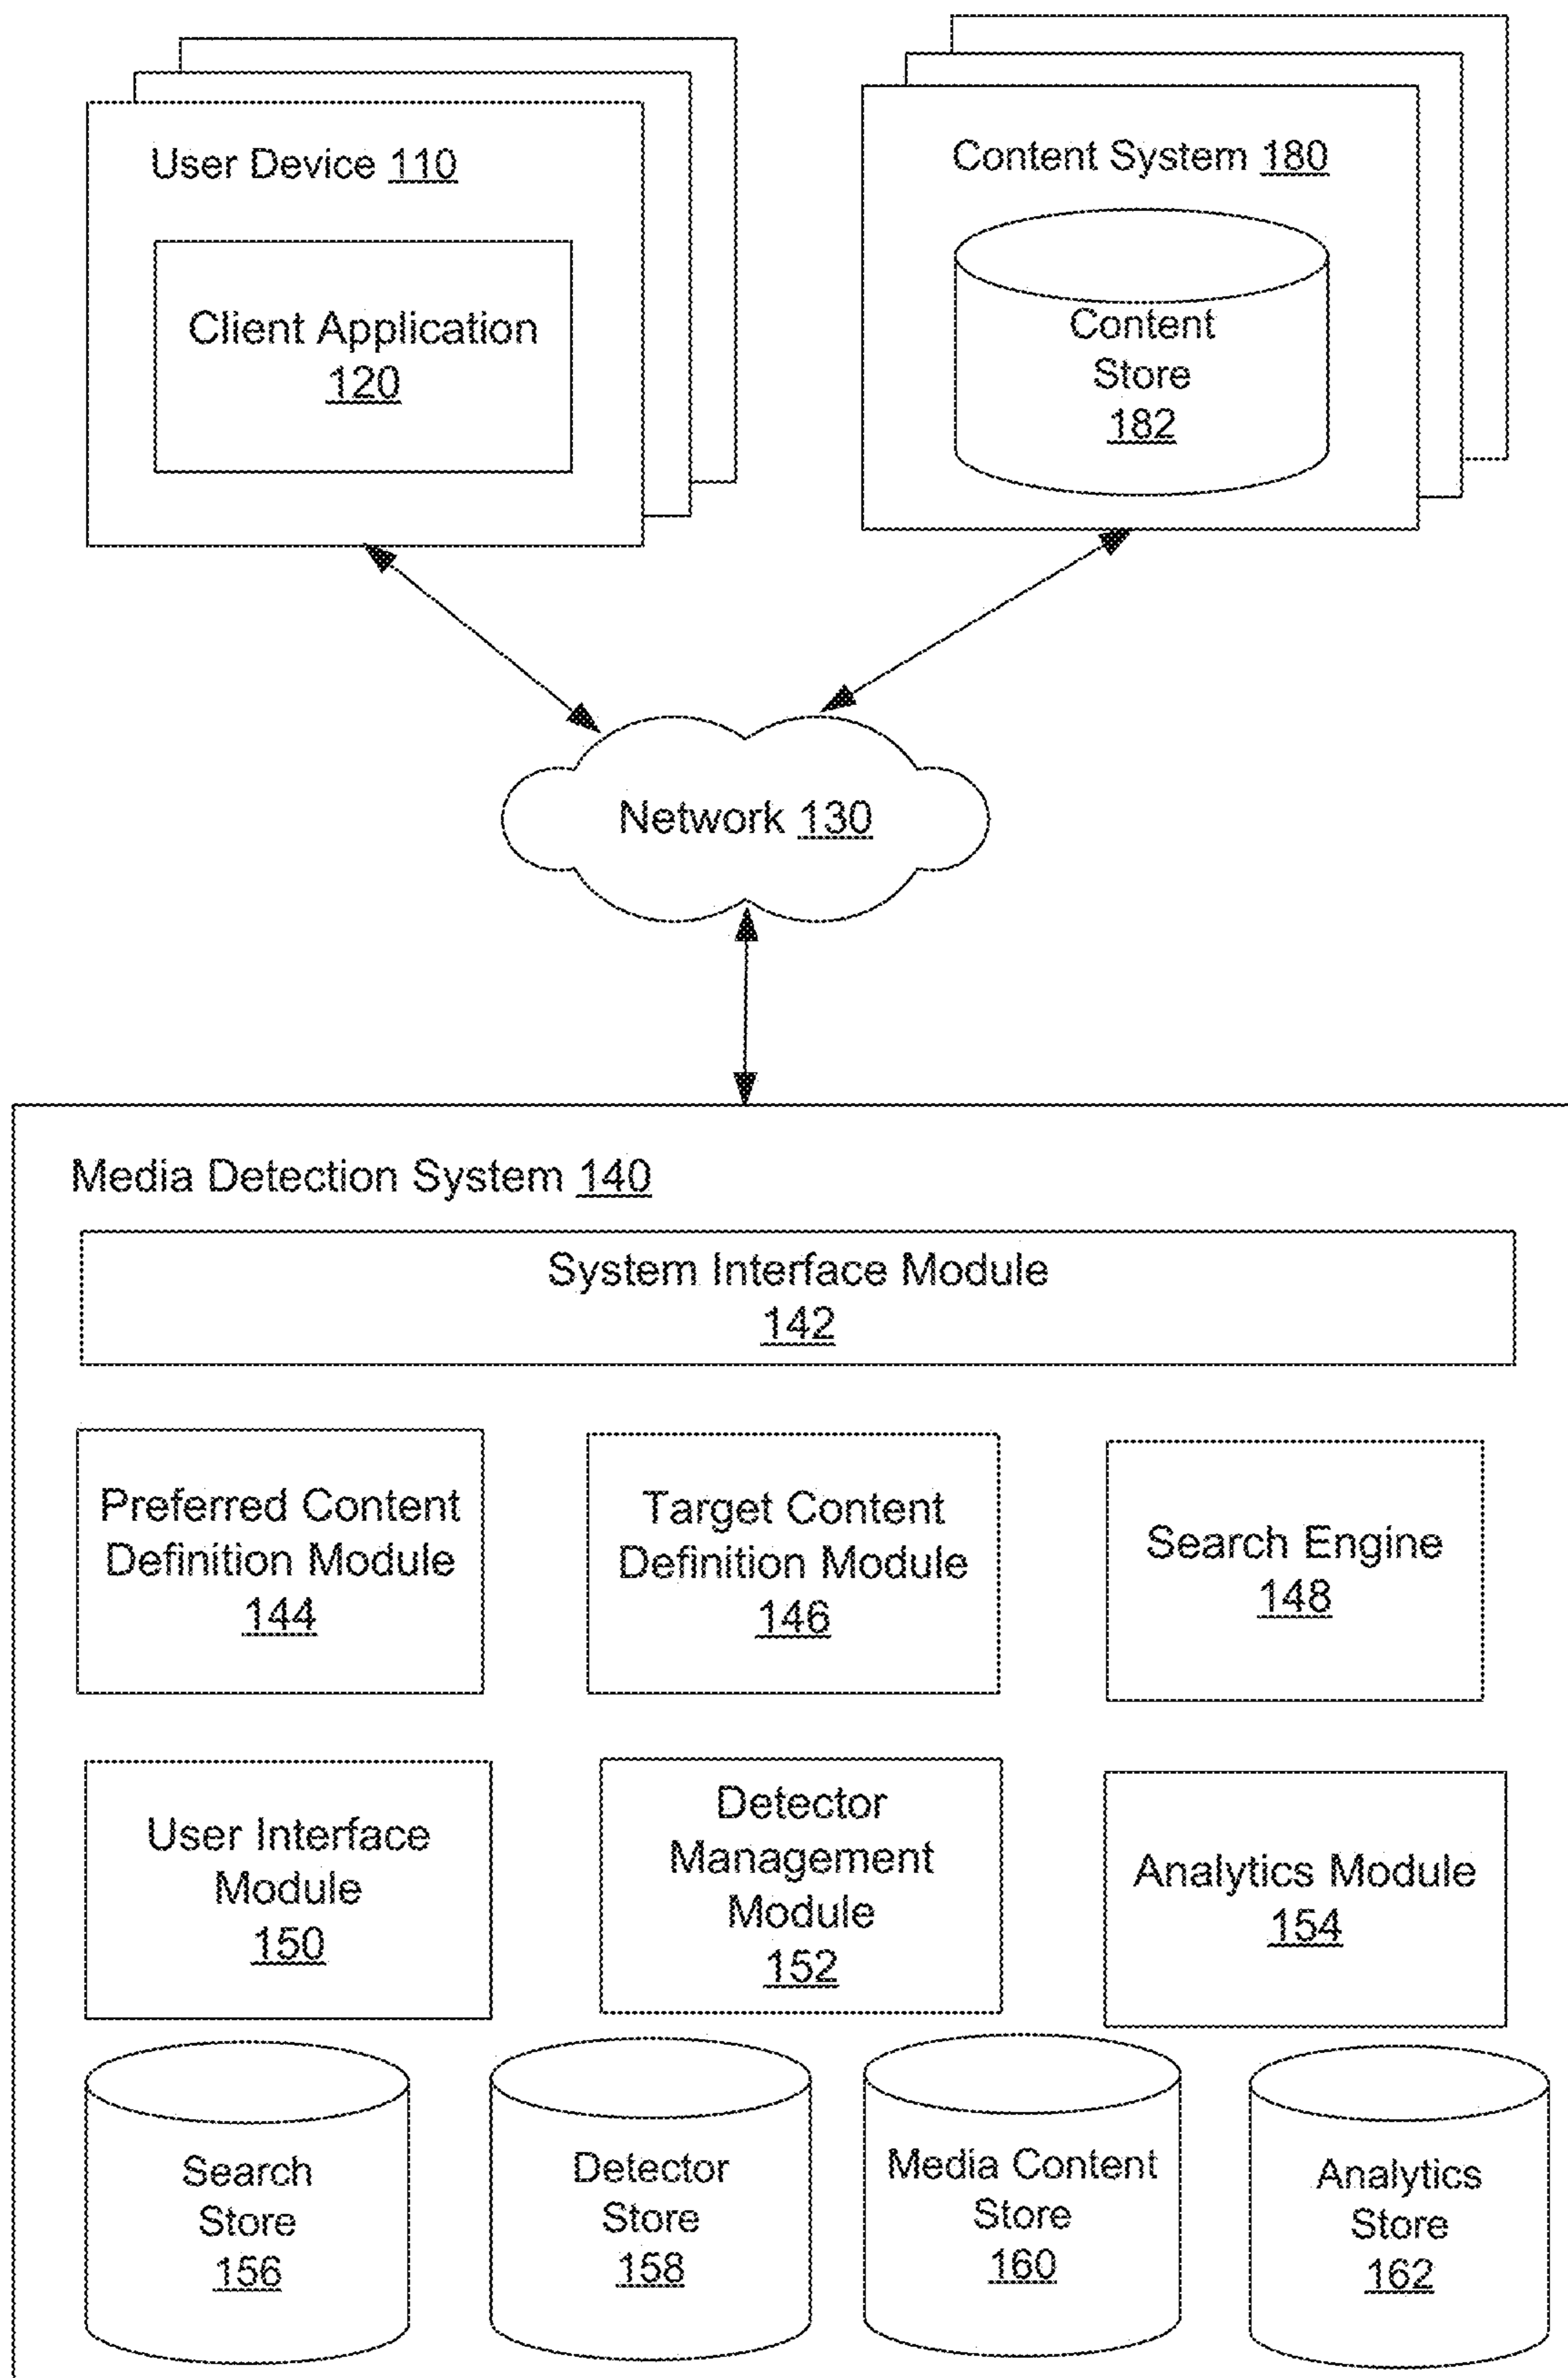 User Device 110
Client Application
120
Content System 180
Content
Store
182
Network 130
Media Detection System 140
System Interface Module
142
Preferred Content
Definition Module
144
Target Content
Definition Module
146
Search Engine
148
User Interface
Module
150
Detector
Management
Module
152
Analytics Module
154
Search
Store
156
Detector
Store
158
Media Content
Store
160
Analytics
Store
162